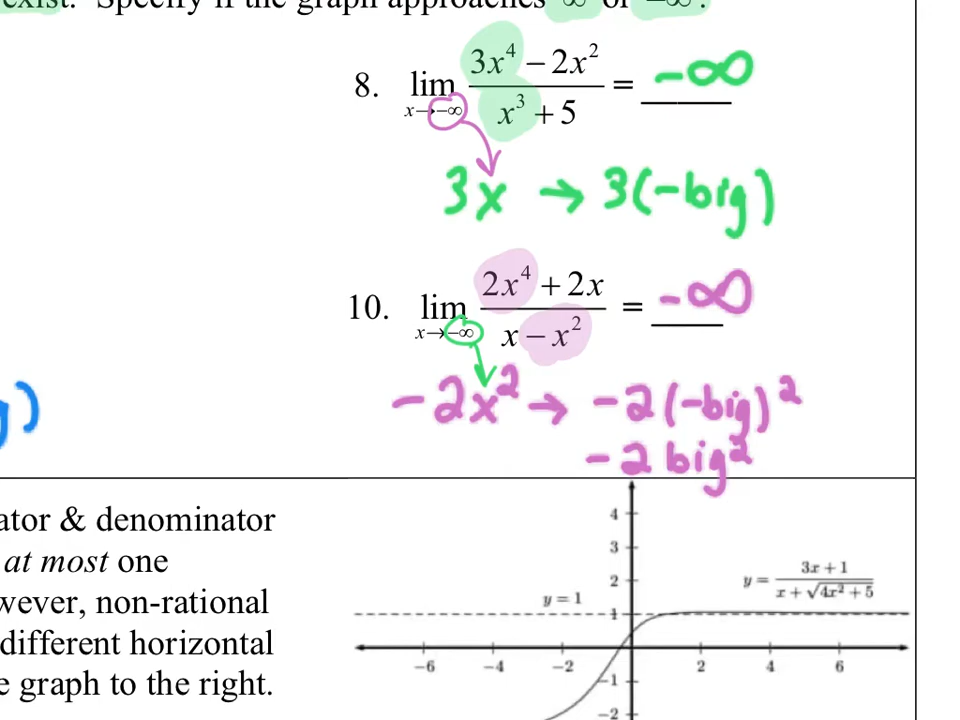 exist. Specify if the graph approaches ∞ or −∞.
8. lim x→−∞ (3x⁴ − 2x²)/(x³ + 5) = −∞
3x → 3(−big)
10. lim x→−∞ (2x⁴ + 2x)/(x − x²) = −∞
−2x² → −2(−big)²
−2 big²
)
ator & denominator
at most one
wever, non-rational
different horizontal
e graph to the right.
4
3
2
1
−1
−2
−6 −4 −2 2 4 6
y = 1
y = (3x + 1)/(x + √(4x² + 5))